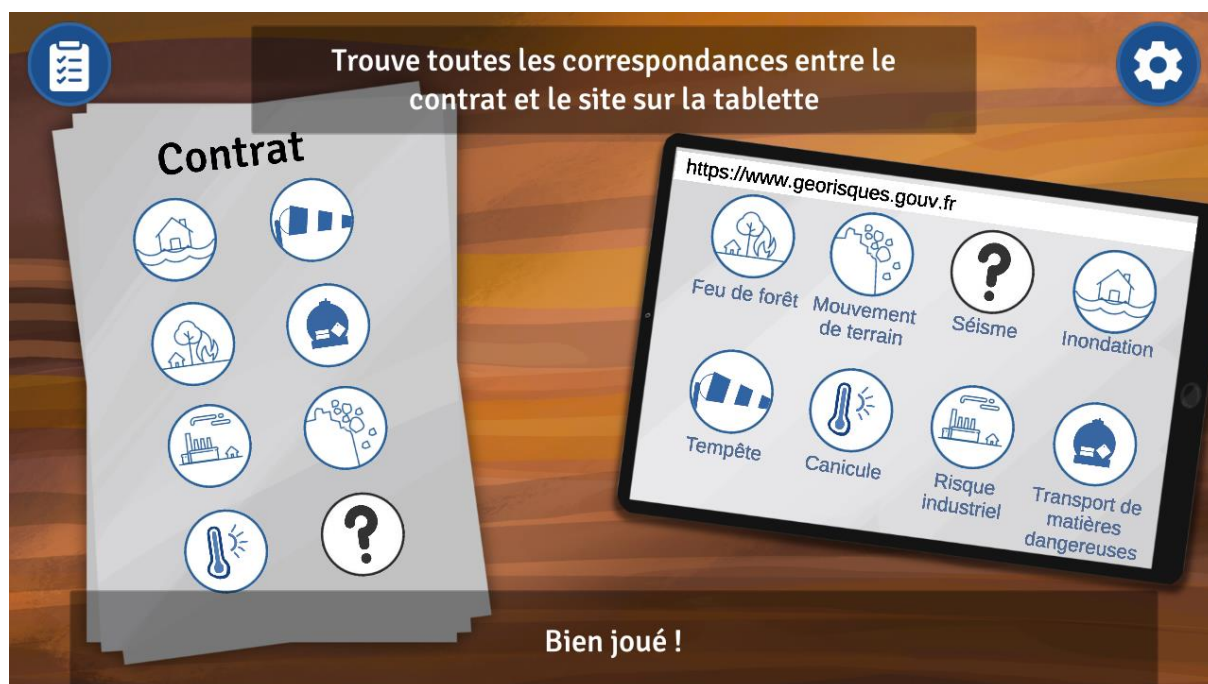 Trouve toutes les correspondances entre le
contrat et le site sur la tablette
Contrat
?
https://www.georisques.gouv.fr
?
Feu de forêt
Mouvement
de terrain
Séisme
Inondation
Tempête
Canicule
Risque
industriel
Transport de
matières
dangereuses
Bien joué !